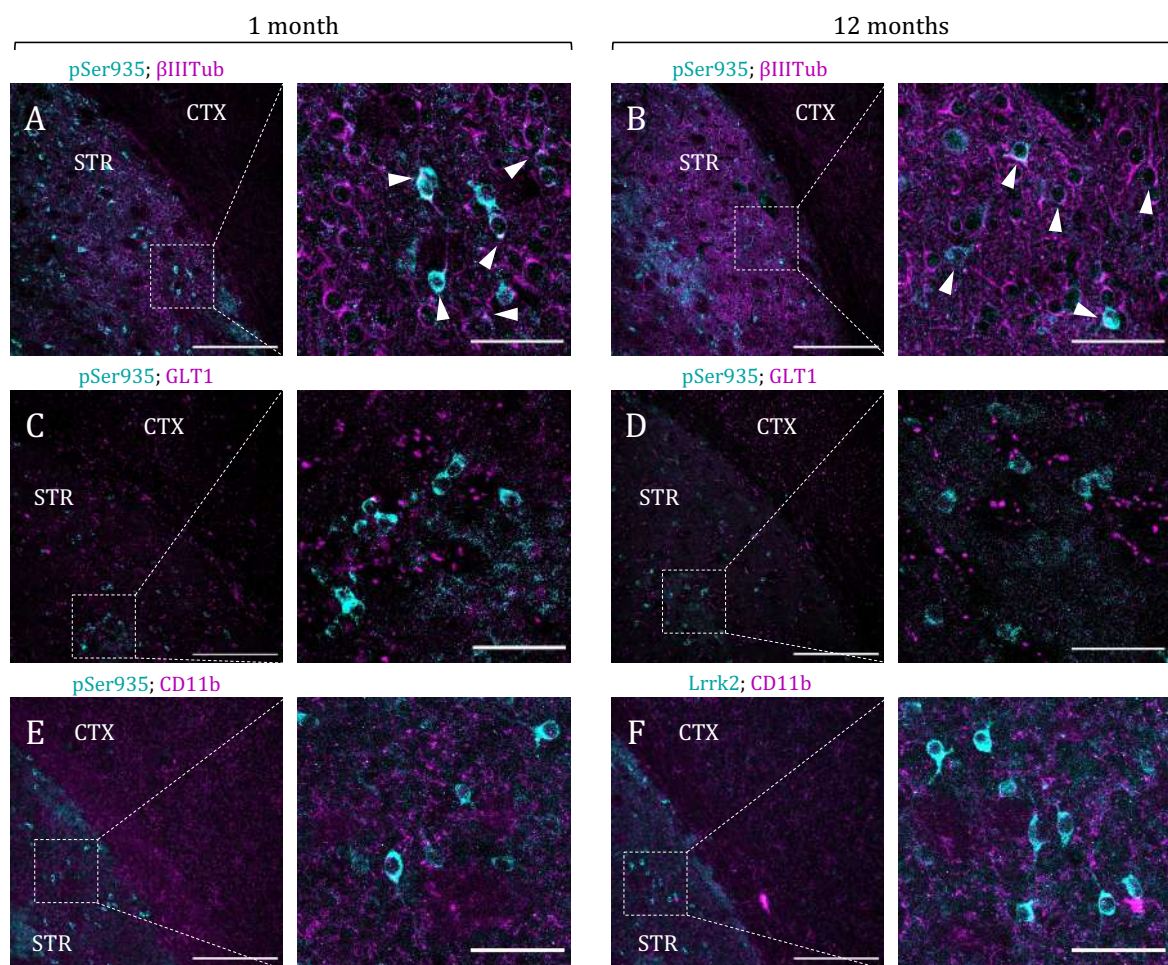 1 month
12 months
pSer935; βIIITub
pSer935; βIIITub
A
CTX
STR
B
CTX
STR
pSer935; GLT1
pSer935; GLT1
C
CTX
STR
D
CTX
STR
pSer935; CD11b
Lrrk2; CD11b
E
CTX
STR
F
CTX
STR